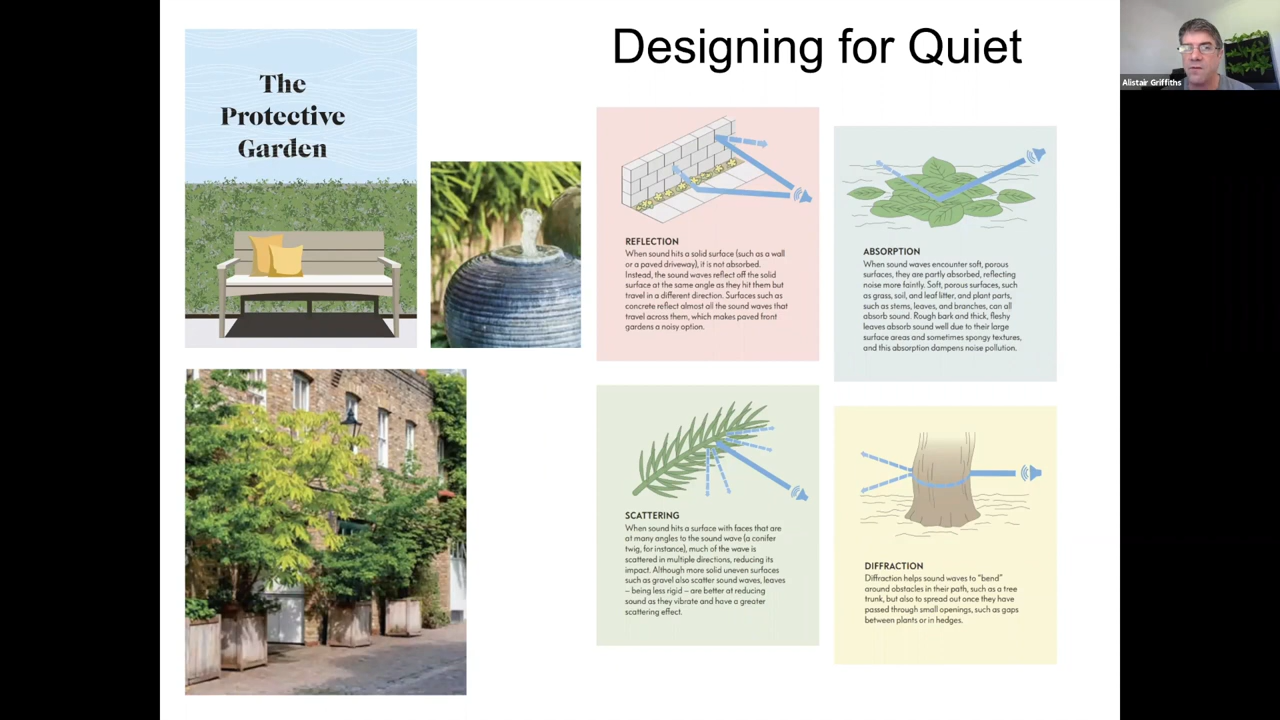 Designing for Quiet
Alistair Griffiths
The
Protective
Garden
REFLECTION
When sound hits a solid surface (such as a wall
or a paved driveway), it is not absorbed.
Instead, the sound waves reflect off the solid
surface at the same angle as they hit them but
travel in a different direction. Surfaces such as
concrete reflect almost all the sound waves that
travel across them, which makes paved front
gardens a noisy option.
ABSORPTION
When sound waves encounter soft, porous
surfaces, they are partly absorbed, reflecting
noise more faintly. Soft, porous surfaces, such
as grass, soil, and leaf litter, and plant parts,
such as stems, leaves, and branches, can all
absorb sound. Rough bark and thick, fleshy
leaves absorb sound well due to their large
surface areas and sometimes spongy textures,
and this absorption dampens noise pollution.
SCATTERING
When sound hits a surface with faces that are
at many angles to the sound wave (a conifer
twig, for instance), much of the wave is
scattered in multiple directions, reducing its
impact. Although more solid uneven surfaces
such as gravel also scatter sound waves, leaves
– being less rigid – are better at reducing
sound as they vibrate and have a greater
scattering effect.
DIFFRACTION
Diffraction helps sound waves to “bend”
around obstacles in their path, such as a tree
trunk, but also to spread out once they have
passed through small openings, such as gaps
between plants or in hedges.